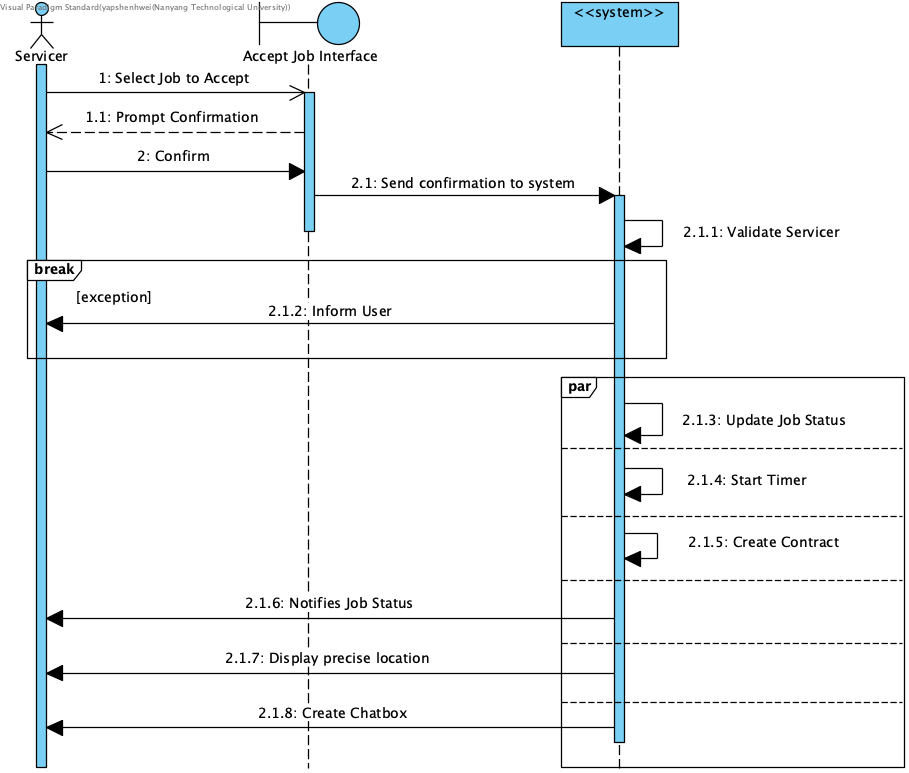 Visual Paradigm Standard(yapshenhwei(Nanyang Technological University))
<<system>>
Servicer
Accept Job Interface
1: Select Job to Accept
1.1: Prompt Confirmation
2: Confirm
2.1: Send confirmation to system
2.1.1: Validate Servicer
break
[exception]
2.1.2: Inform User
par
2.1.3: Update Job Status
2.1.4: Start Timer
2.1.5: Create Contract
2.1.6: Notifies Job Status
2.1.7: Display precise location
2.1.8: Create Chatbox